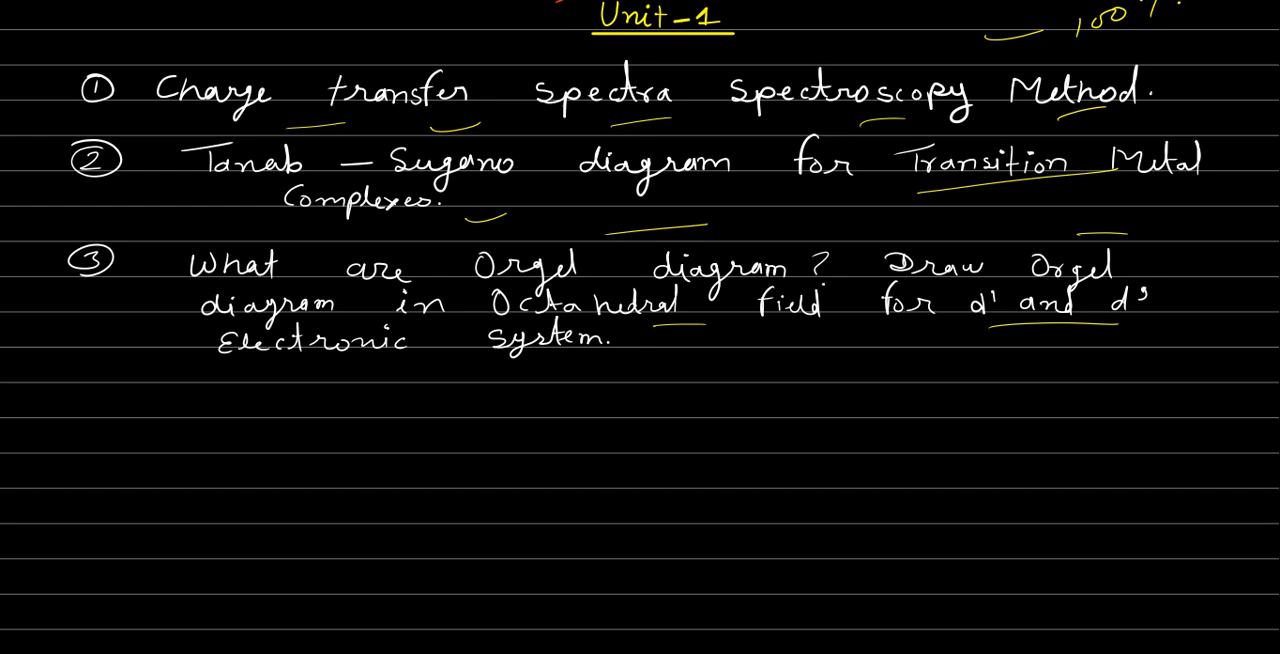 Unit-1
100%
① Charge transfer spectra spectroscopy Method.
② Tanab - Sugano diagram for Transition Metal
Complexes.
③ What are Orgel diagram? Draw Orgel
diagram in Octahedral field for d¹ and d⁹
Electronic system.